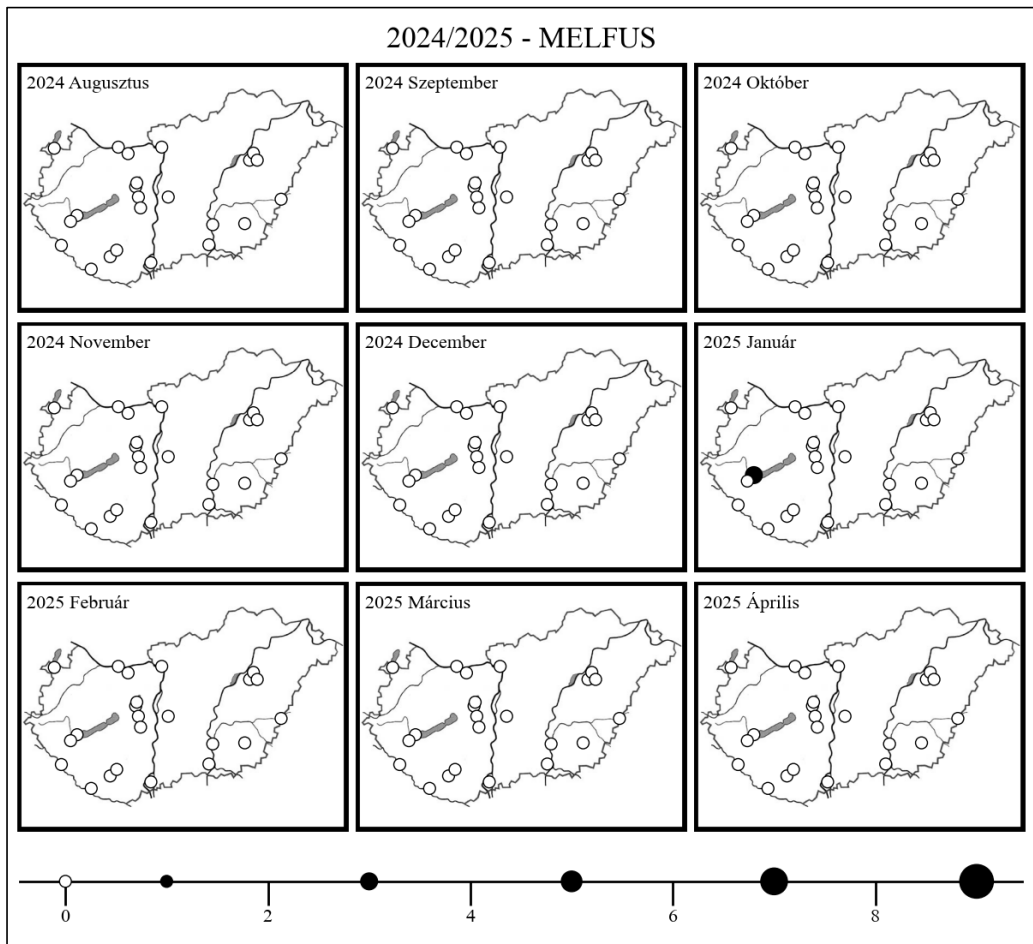 2024/2025 - MELFUS
2024 Augusztus
2024 Szeptember
2024 Október
2024 November
2024 December
2025 Január
2025 Február
2025 Március
2025 Április
0
2
4
6
8